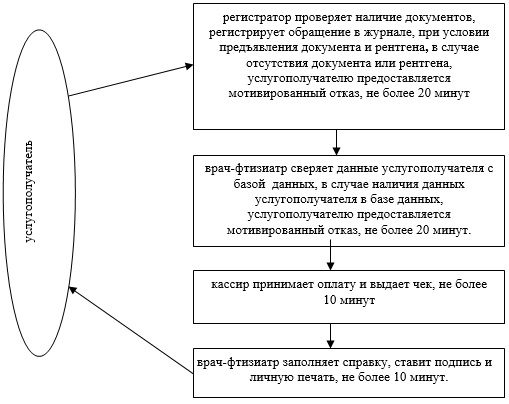 услугополучатель
регистратор проверяет наличие документов,
регистрирует обращение в журнале, при условии
предъявления документа и рентгена, в случае
отсутствия документа или рентгена,
услугополучателю предоставляется
мотивированный отказ, не более 20 минут
врач-фтизиатр сверяет данные услугополучателя с
базой данных, в случае наличия данных
услугополучателя в базе данных,
услугополучателю предоставляется
мотивированный отказ, не более 20 минут.
кассир принимает оплату и выдает чек, не более
10 минут
врач-фтизиатр заполняет справку, ставит подпись и
личную печать, не более 10 минут.